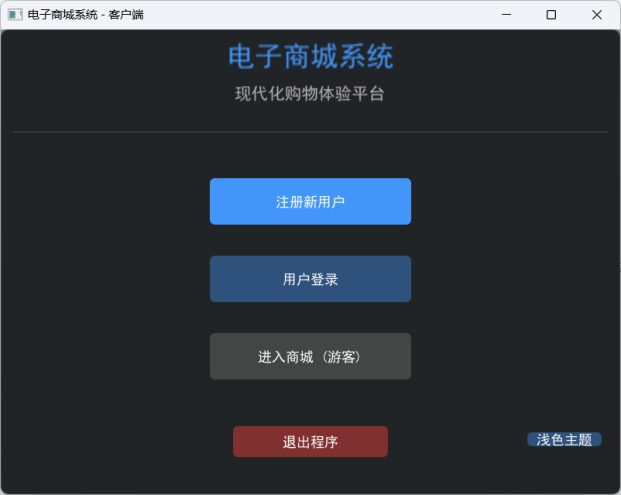 电子商城系统 - 客户端
电子商城系统
现代化购物体验平台
注册新用户
用户登录
进入商城（游客）
退出程序
浅色主题